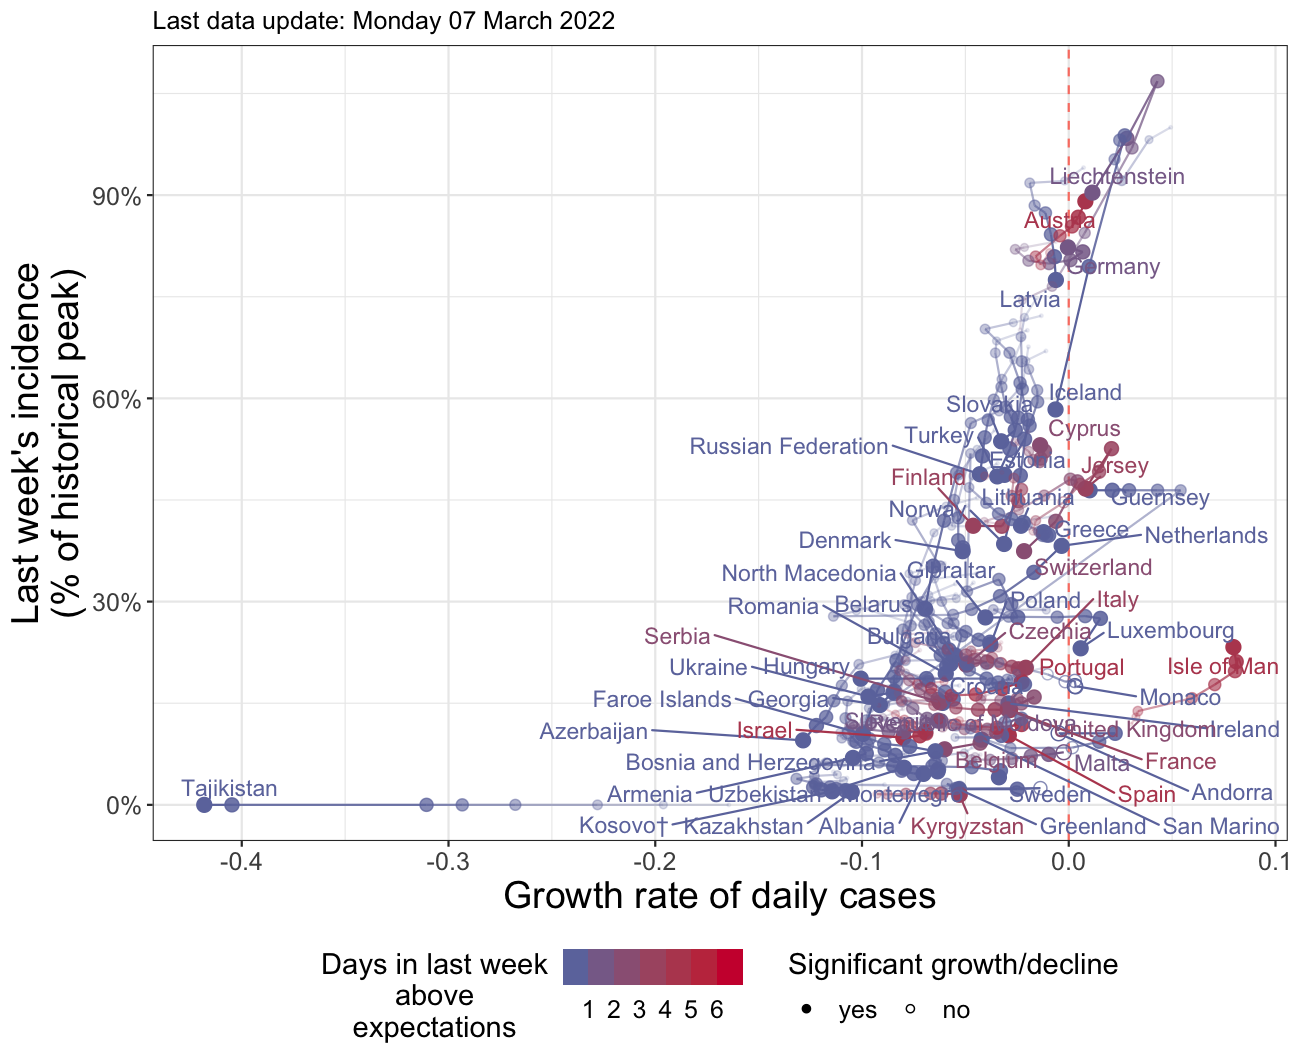 Last data update: Monday 07 March 2022
Last week's incidence
(% of historical peak)
90%
60%
30%
0%
Liechtenstein
Austria
Germany
Latvia
Iceland
Slovakia
Cyprus
Turkey
Russian Federation
Estonia
Jersey
Finland
Lithuania
Guernsey
Norway
Greece
Denmark
Netherlands
Switzerland
North Macedonia
Gibraltar
Romania
Belarus
Poland
Italy
Serbia
Bulgaria
Czechia
Luxembourg
Ukraine
Hungary
Portugal
Isle of Man
Faroe Islands
Georgia
Croatia
Monaco
Azerbaijan
Israel
Moldova
United Kingdom
Ireland
Bosnia and Herzegovina
Belgium
Malta
France
Tajikistan
Armenia
Uzbekistan
Sweden
Spain
Andorra
Kosovo†
Kazakhstan
Albania
Kyrgyzstan
Greenland
San Marino
-0.4
-0.3
-0.2
-0.1
0.0
0.1
Growth rate of daily cases
Days in last week
above
expectations
1 2 3 4 5 6
Significant growth/decline
yes
no